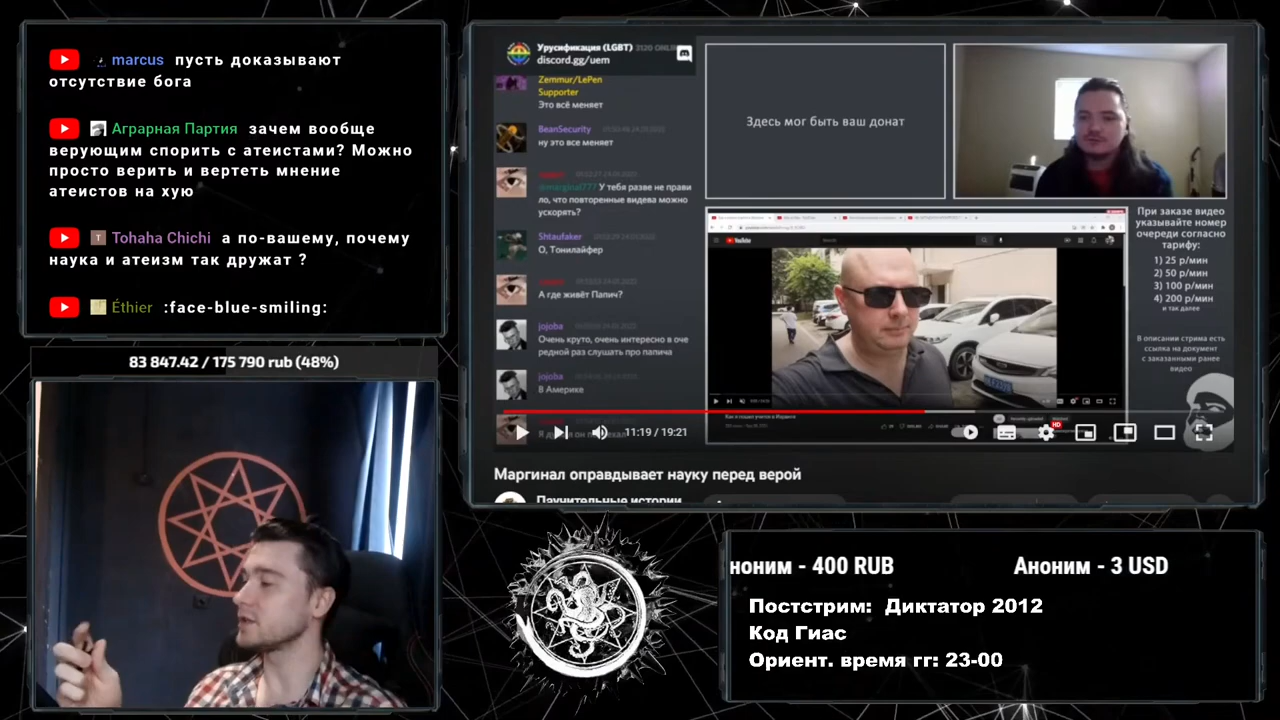 marcus пусть доказывают
отсутствие бога
Аграрная Партия зачем вообще
верующим спорить с атеистами? Можно
просто верить и вертеть мнение
атеистов на хую
Tohaha Chichi а по-вашему, почему
наука и атеизм так дружат ?
Éthier :face-blue-smiling:
83 847.42 / 175 790 rub (48%)
Урусификация (LGBT) 3120 ONLINE
discord.gg/uem
Zemmur/LePen
Supporter
Это всё меняет
BeanSecurity
ну это все меняет
@marginal777 У тебя разве не прави
ло, что повторенные видева можно
ускорять?
Shtaufaker
О, Тонилайфер
А где живёт Папич?
jojoba
Очень круто, очень интересно в оче
редной раз слушать про папича
jojoba
В Америке
Здесь мог быть ваш донат
При заказе видео
указывайте номер
очереди согласно
тарифу:
1) 25 р/мин
2) 50 р/мин
3) 100 р/мин
4) 200 р/мин
и так далее
В описании стрима есть
ссылка на документ
с заказанными ранее
видео
11:19 / 19:21
HD
Маргинал оправдывает науку перед верой
Паучительные истории
ноним - 400 RUB Аноним - 3 USD
Постстрим: Диктатор 2012
Код Гиас
Ориент. время гг: 23-00